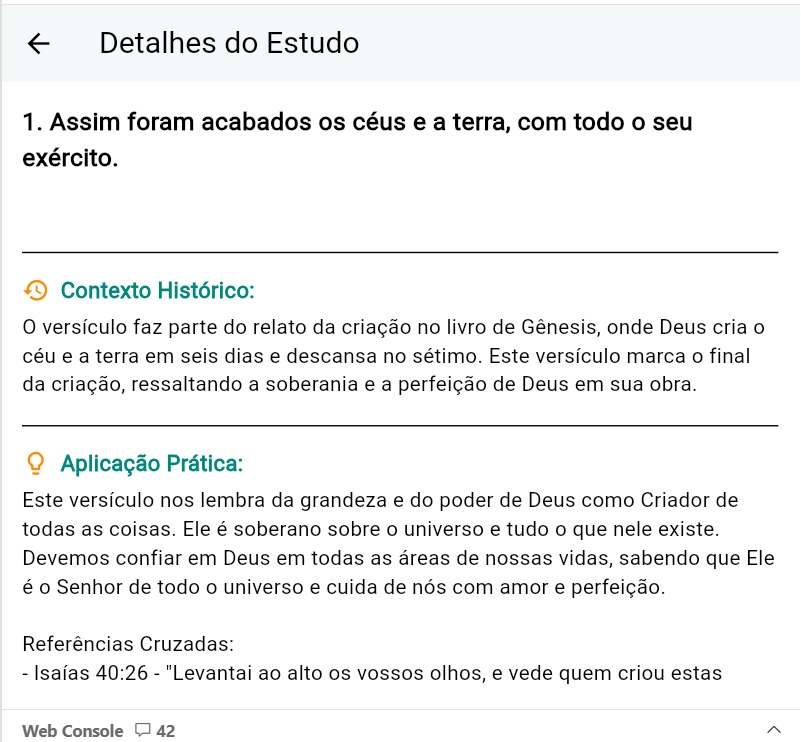 Detalhes do Estudo
1. Assim foram acabados os céus e a terra, com todo o seu
exército.
Contexto Histórico:
O versículo faz parte do relato da criação no livro de Gênesis, onde Deus cria o
céu e a terra em seis dias e descansa no sétimo. Este versículo marca o final
da criação, ressaltando a soberania e a perfeição de Deus em sua obra.
Aplicação Prática:
Este versículo nos lembra da grandeza e do poder de Deus como Criador de
todas as coisas. Ele é soberano sobre o universo e tudo o que nele existe.
Devemos confiar em Deus em todas as áreas de nossas vidas, sabendo que Ele
é o Senhor de todo o universo e cuida de nós com amor e perfeição.
Referências Cruzadas:
- Isaías 40:26 - "Levantai ao alto os vossos olhos, e vede quem criou estas
Web Console 42